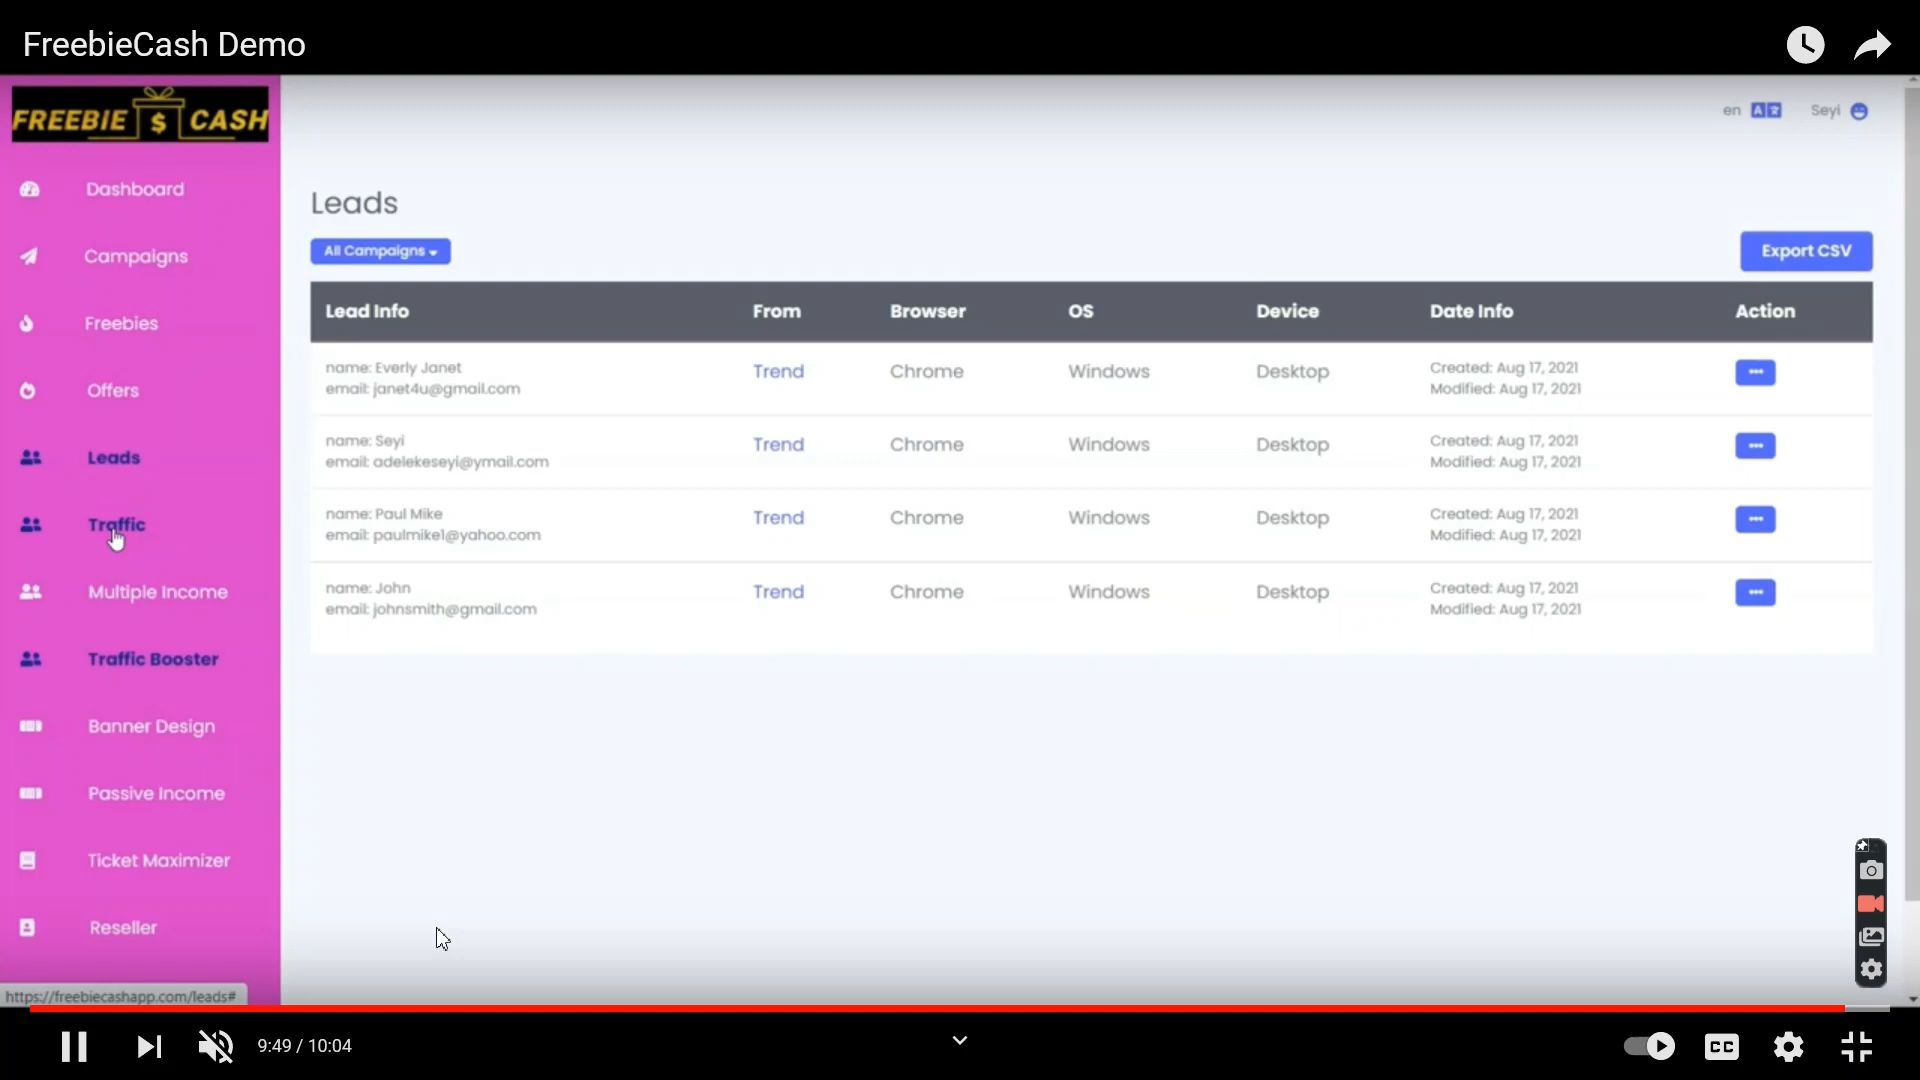 FreebieCash Demo
FREEBIE $ CASH
en
Seyi
Dashboard
Campaigns
Freebies
Offers
Leads
Traffic
Multiple Income
Traffic Booster
Banner Design
Passive Income
Ticket Maximizer
Reseller
Leads
All Campaigns
Export CSV
Lead Info From Browser OS Device Date Info Action
name: Everly Janet
email: janet4u@gmail.com
Trend Chrome Windows Desktop
Created: Aug 17, 2021
Modified: Aug 17, 2021
name: Seyi
email: adelekeseyi@ymail.com
Trend Chrome Windows Desktop
Created: Aug 17, 2021
Modified: Aug 17, 2021
name: Paul Mike
email: paulmike1@yahoo.com
Trend Chrome Windows Desktop
Created: Aug 17, 2021
Modified: Aug 17, 2021
name: John
email: johnsmith@gmail.com
Trend Chrome Windows Desktop
Created: Aug 17, 2021
Modified: Aug 17, 2021
https://freebiecashapp.com/leads#
9:49 / 10:04
CC